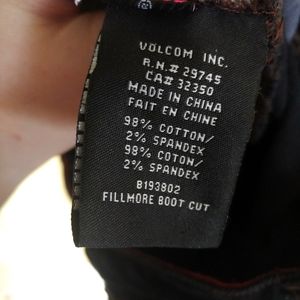 VOLCOM INC.
R.N.# 29745
CA# 32350
MADE IN CHINA
FAIT EN CHINE
98% COTTON/
2% SPANDEX
98% COTON/
2% SPANDEX
B193802
FILLMORE BOOT CUT